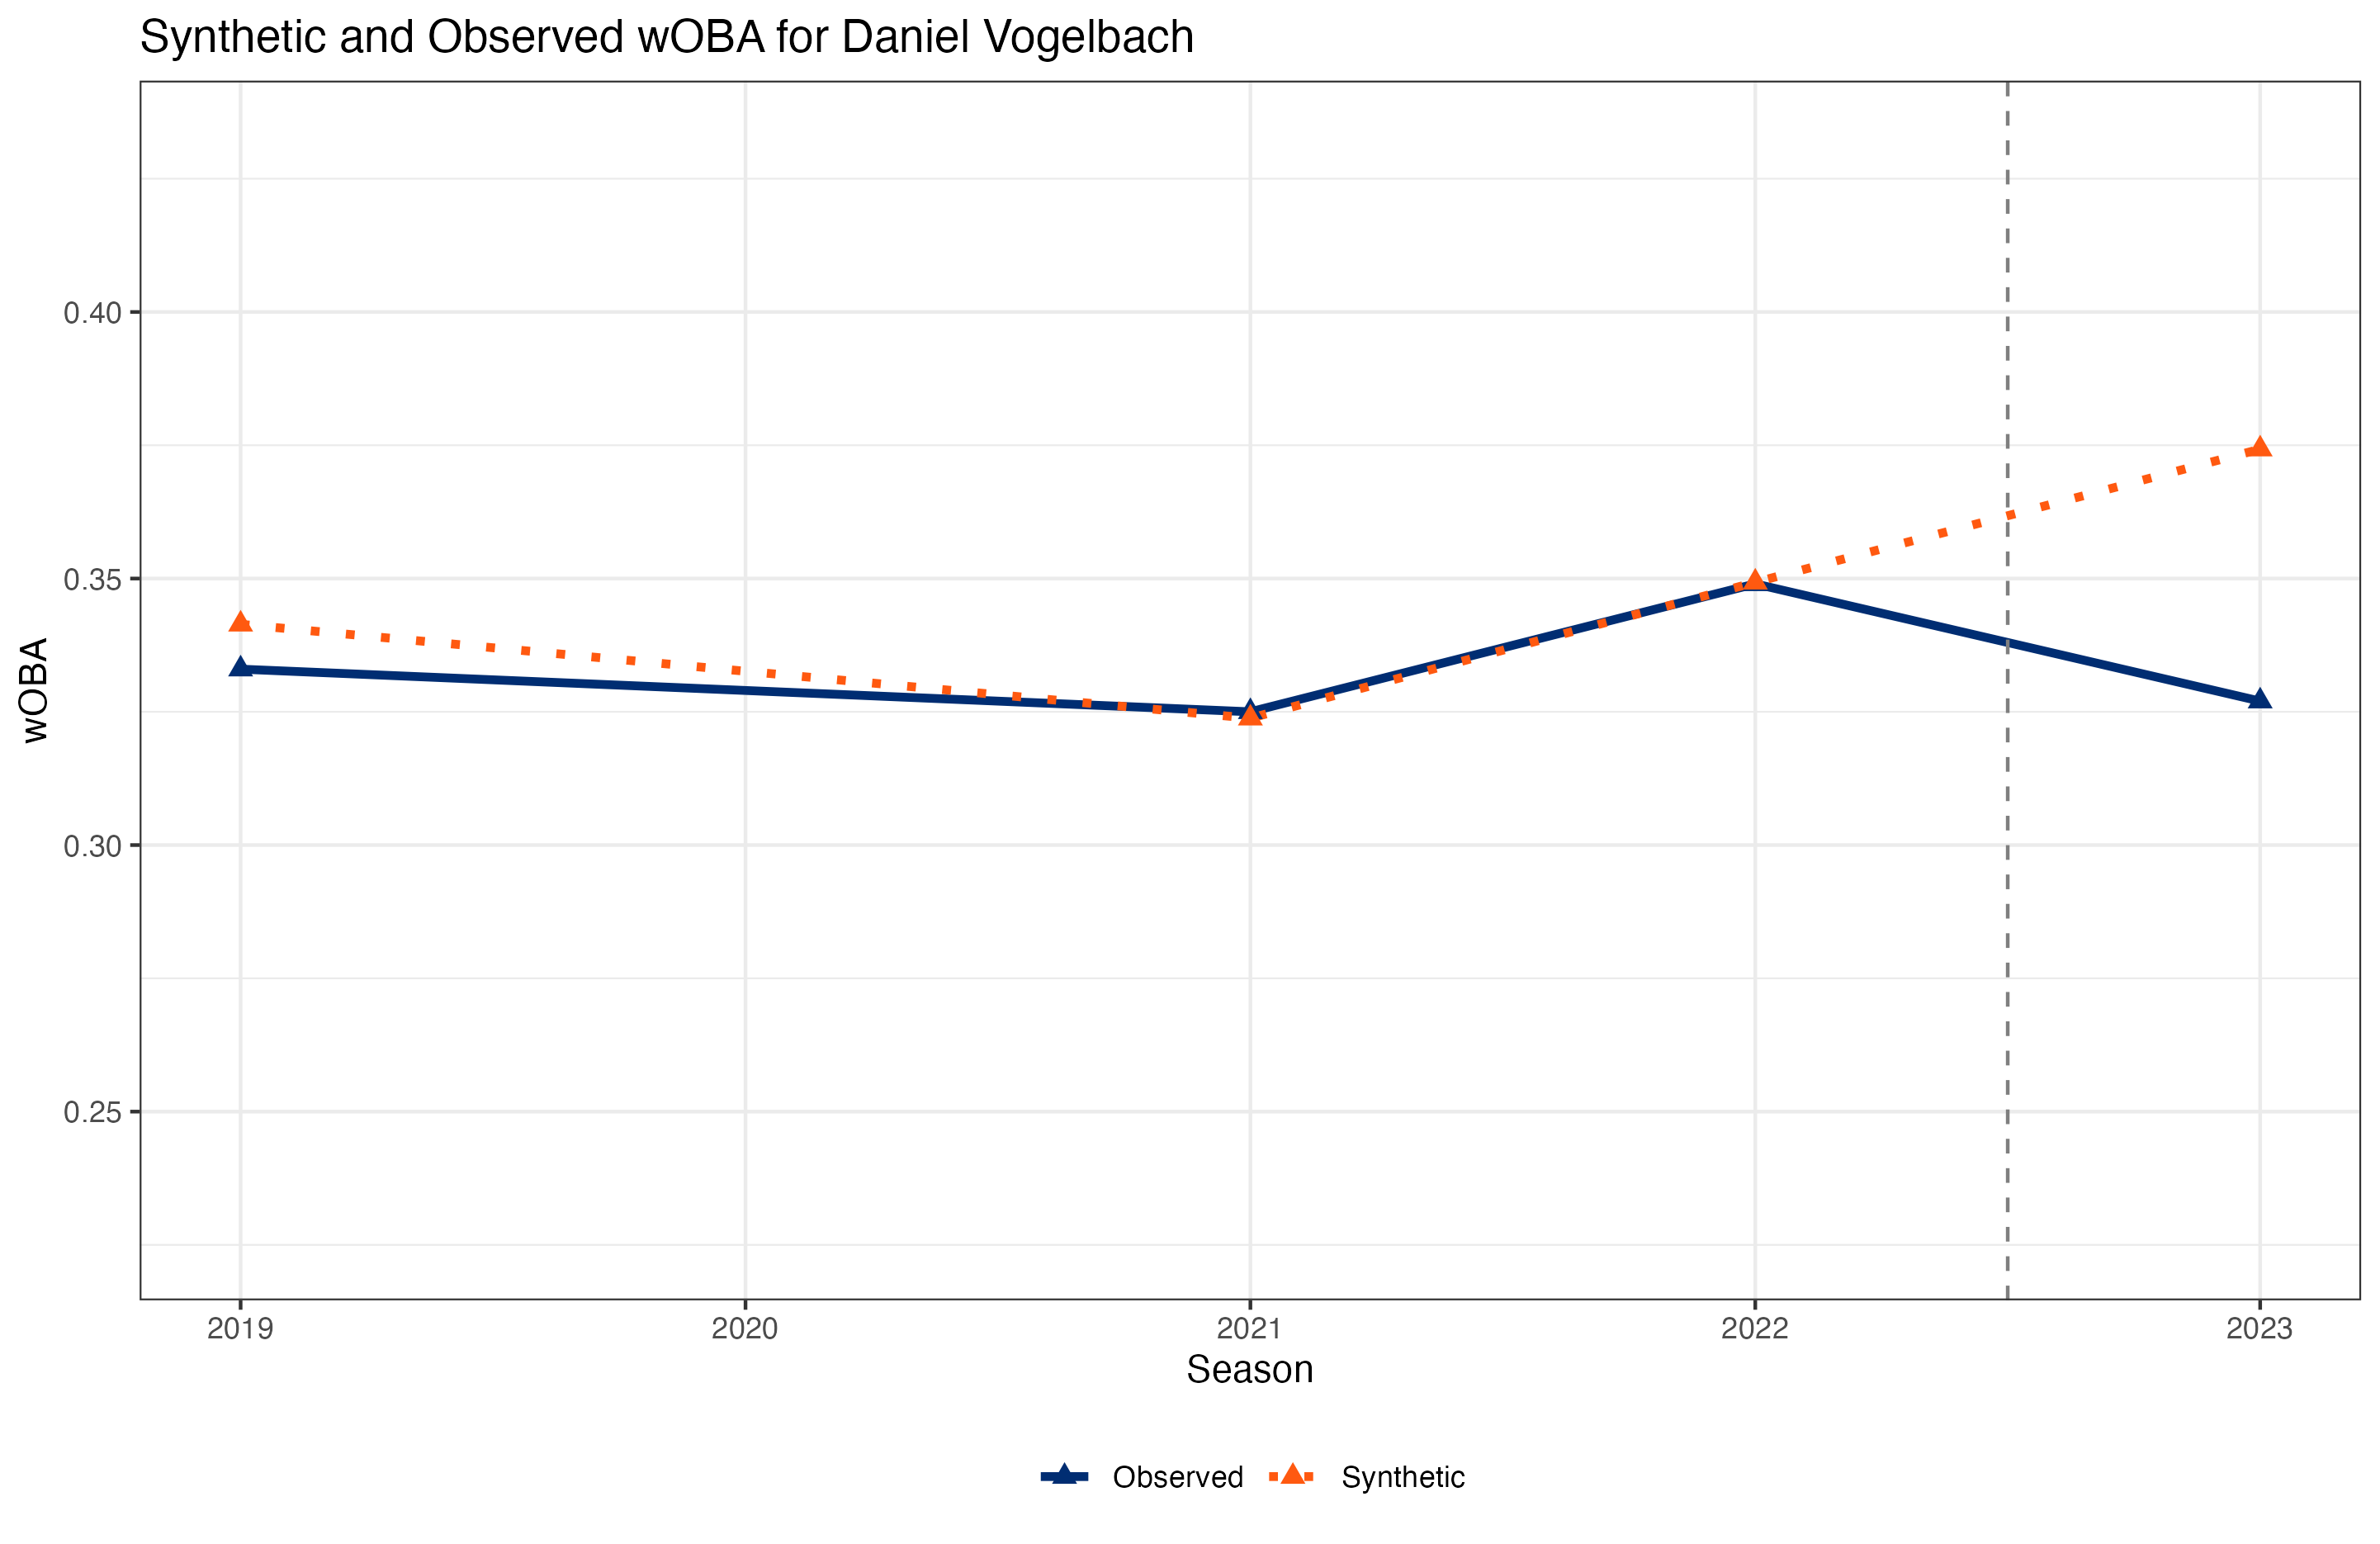 Synthetic and Observed wOBA for Daniel Vogelbach
wOBA
0.40
0.35
0.30
0.25
2019 2020 2021 2022 2023
Season
Observed Synthetic